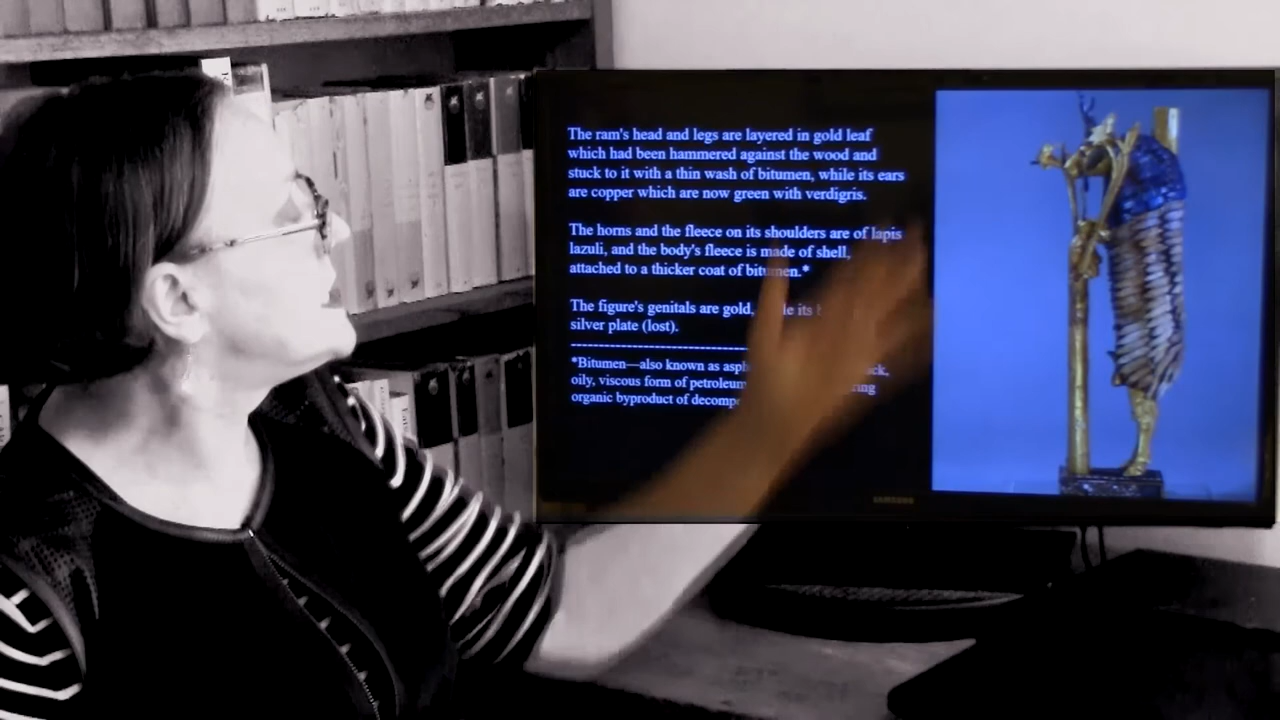 The ram's head and legs are layered in gold leaf
which had been hammered against the wood and
stuck to it with a thin wash of bitumen, while its ears
are copper which are now green with verdigris.
The horns and the fleece on its shoulders are of lapis
lazuli, and the body's fleece is made of shell,
attached to a thicker coat of bitumen.*
The figure's genitals are gold, its
silver plate (lost).
*Bitumen—also known as
oily, viscous form of petroleum
organic byproduct of
SAMSUNG